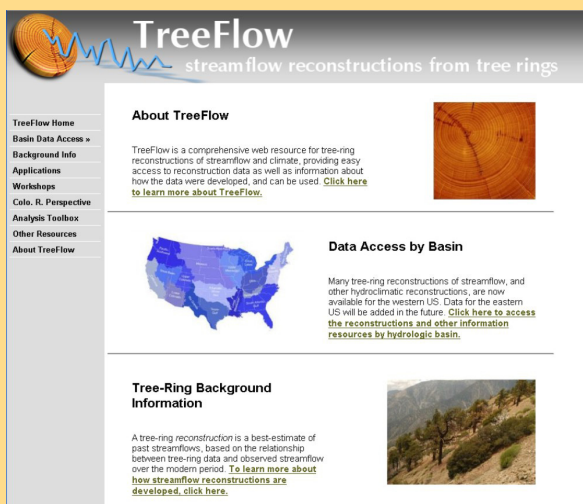 TreeFlow
streamflow reconstructions from tree rings
TreeFlow Home
Basin Data Access »
Background Info
Applications
Workshops
Colo. R. Perspective
Analysis Toolbox
Other Resources
About TreeFlow
About TreeFlow
TreeFlow is a comprehensive web resource for tree-ring
reconstructions of streamflow and climate, providing easy
access to reconstruction data as well as information about
how the data were developed, and can be used. Click here
to learn more about TreeFlow.
Data Access by Basin
Many tree-ring reconstructions of streamflow, and
other hydroclimatic reconstructions, are now
available for the western US. Data for the eastern
US will be added in the future. Click here to access
the reconstructions and other information
resources by hydrologic basin.
Tree-Ring Background
Information
A tree-ring reconstruction is a best-estimate of
past streamflows, based on the relationship
between tree-ring data and observed streamflow
over the modern period. To learn more about
how streamflow reconstructions are
developed, click here.